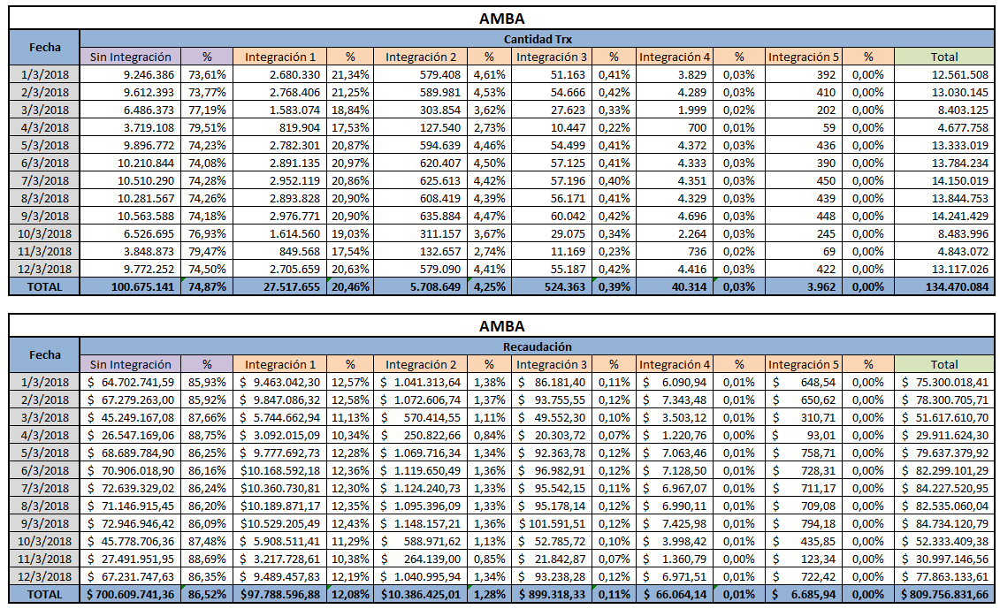 AMBA
Fecha Cantidad Trx
Sin Integración % Integración 1 % Integración 2 % Integración 3 % Integración 4 % Integración 5 % Total
1/3/2018 9.246.386 73,61% 2.680.330 21,34% 579.408 4,61% 51.163 0,41% 3.829 0,03% 392 0,00% 12.561.508
2/3/2018 9.612.393 73,77% 2.768.406 21,25% 589.981 4,53% 54.666 0,42% 4.289 0,03% 410 0,00% 13.030.145
3/3/2018 6.486.373 77,19% 1.583.074 18,84% 303.854 3,62% 27.623 0,33% 1.999 0,02% 202 0,00% 8.403.125
4/3/2018 3.719.108 79,51% 819.904 17,53% 127.540 2,73% 10.447 0,22% 700 0,01% 59 0,00% 4.677.758
5/3/2018 9.896.772 74,23% 2.782.301 20,87% 594.639 4,46% 54.499 0,41% 4.372 0,03% 436 0,00% 13.333.019
6/3/2018 10.210.844 74,08% 2.891.135 20,97% 620.407 4,50% 57.125 0,41% 4.333 0,03% 390 0,00% 13.784.234
7/3/2018 10.510.290 74,28% 2.952.119 20,86% 625.613 4,42% 57.196 0,40% 4.351 0,03% 450 0,00% 14.150.019
8/3/2018 10.281.567 74,26% 2.893.828 20,90% 608.419 4,39% 56.171 0,41% 4.329 0,03% 439 0,00% 13.844.753
9/3/2018 10.563.588 74,18% 2.976.771 20,90% 635.884 4,47% 60.042 0,42% 4.696 0,03% 448 0,00% 14.241.429
10/3/2018 6.526.695 76,93% 1.614.560 19,03% 311.157 3,67% 29.075 0,34% 2.264 0,03% 245 0,00% 8.483.996
11/3/2018 3.848.873 79,47% 849.568 17,54% 132.657 2,74% 11.169 0,23% 736 0,02% 69 0,00% 4.843.072
12/3/2018 9.772.252 74,50% 2.705.659 20,63% 579.090 4,41% 55.187 0,42% 4.416 0,03% 422 0,00% 13.117.026
TOTAL 100.675.141 74,87% 27.517.655 20,46% 5.708.649 4,25% 524.363 0,39% 40.314 0,03% 3.962 0,00% 134.470.084
AMBA
Fecha Recaudación
Sin Integración % Integración 1 % Integración 2 % Integración 3 % Integración 4 % Integración 5 % Total
1/3/2018 $ 64.702.741,59 85,93% $ 9.463.042,30 12,57% $ 1.041.313,64 1,38% $ 86.181,40 0,11% $ 6.090,94 0,01% $ 648,54 0,00% $ 75.300.018,41
2/3/2018 $ 67.279.263,00 85,92% $ 9.847.086,32 12,58% $ 1.072.606,74 1,37% $ 93.755,55 0,12% $ 7.343,48 0,01% $ 650,62 0,00% $ 78.300.705,71
3/3/2018 $ 45.249.167,08 87,66% $ 5.744.662,94 11,13% $ 570.414,55 1,11% $ 49.552,30 0,10% $ 3.503,12 0,01% $ 310,71 0,00% $ 51.617.610,70
4/3/2018 $ 26.547.169,06 88,75% $ 3.092.015,09 10,34% $ 250.822,66 0,84% $ 20.303,72 0,07% $ 1.220,76 0,00% $ 93,01 0,00% $ 29.911.624,30
5/3/2018 $ 68.689.784,90 86,25% $ 9.777.692,73 12,28% $ 1.069.716,34 1,34% $ 92.363,78 0,12% $ 7.063,46 0,01% $ 758,71 0,00% $ 79.637.379,92
6/3/2018 $ 70.906.018,90 86,16% $10.168.592,18 12,36% $ 1.119.650,49 1,36% $ 96.982,91 0,12% $ 7.128,50 0,01% $ 728,31 0,00% $ 82.299.101,29
7/3/2018 $ 72.639.329,02 86,24% $10.360.730,81 12,30% $ 1.124.240,73 1,33% $ 95.542,15 0,11% $ 6.967,07 0,01% $ 711,17 0,00% $ 84.227.520,95
8/3/2018 $ 71.146.915,45 86,20% $10.189.871,17 12,35% $ 1.095.396,09 1,33% $ 95.178,14 0,12% $ 6.990,11 0,01% $ 709,08 0,00% $ 82.535.060,04
9/3/2018 $ 72.946.946,42 86,09% $10.529.205,49 12,43% $ 1.148.157,21 1,36% $ 101.591,51 0,12% $ 7.425,98 0,01% $ 794,18 0,00% $ 84.734.120,79
10/3/2018 $ 45.778.706,36 87,48% $ 5.908.511,41 11,29% $ 588.971,62 1,13% $ 52.785,72 0,10% $ 3.998,42 0,01% $ 435,85 0,00% $ 52.333.409,38
11/3/2018 $ 27.491.951,95 88,69% $ 3.217.728,61 10,38% $ 264.139,00 0,85% $ 21.842,87 0,07% $ 1.360,79 0,00% $ 123,34 0,00% $ 30.997.146,56
12/3/2018 $ 67.231.747,63 86,35% $ 9.489.457,83 12,19% $ 1.040.995,94 1,34% $ 93.238,28 0,12% $ 6.971,51 0,01% $ 722,42 0,00% $ 77.863.133,61
TOTAL $ 700.609.741,36 86,52% $97.788.596,88 12,08% $10.386.425,01 1,28% $ 899.318,33 0,11% $ 66.064,14 0,01% $ 6.685,94 0,00% $ 809.756.831,66